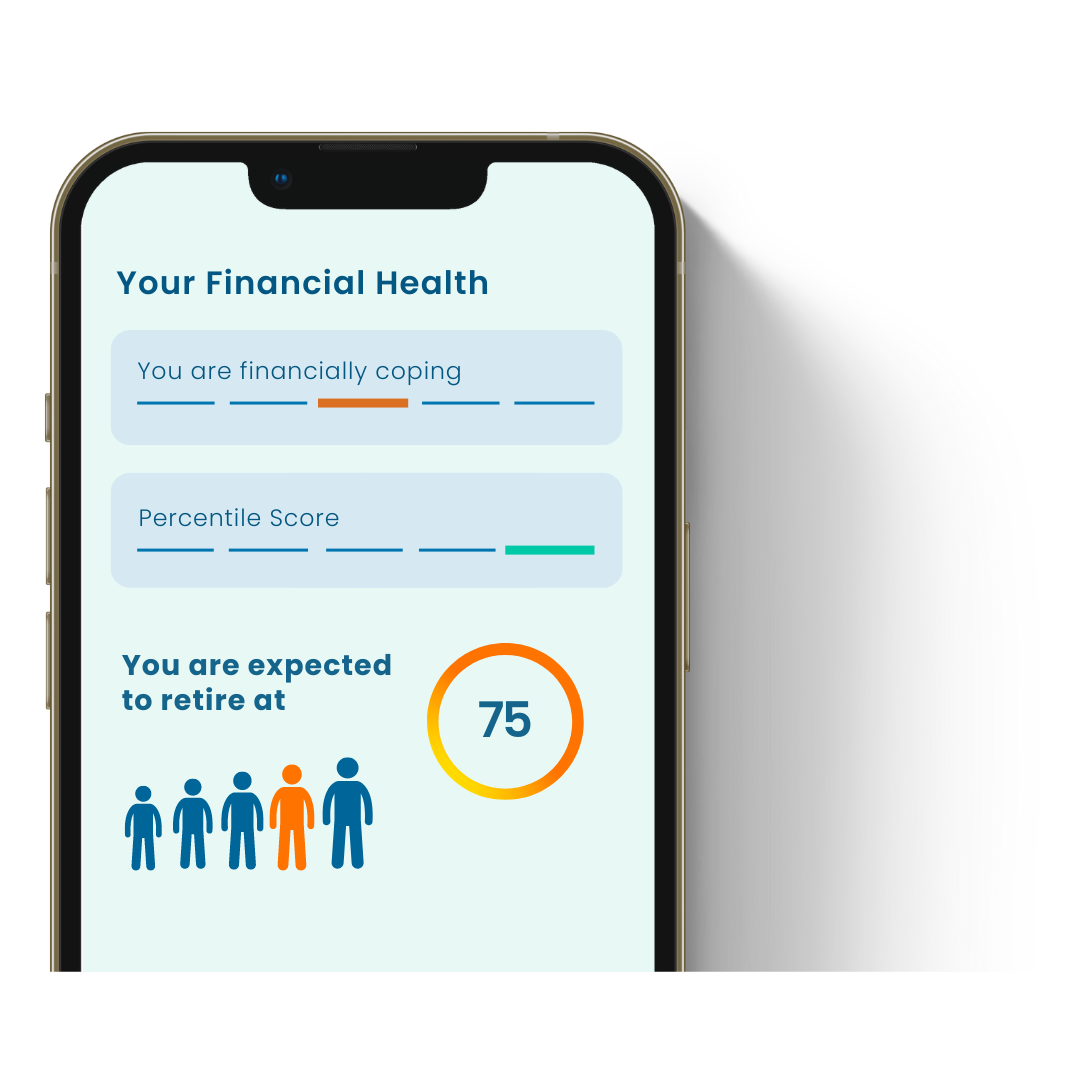 Your Financial Health
You are financially coping
Percentile Score
You are expected
to retire at
75